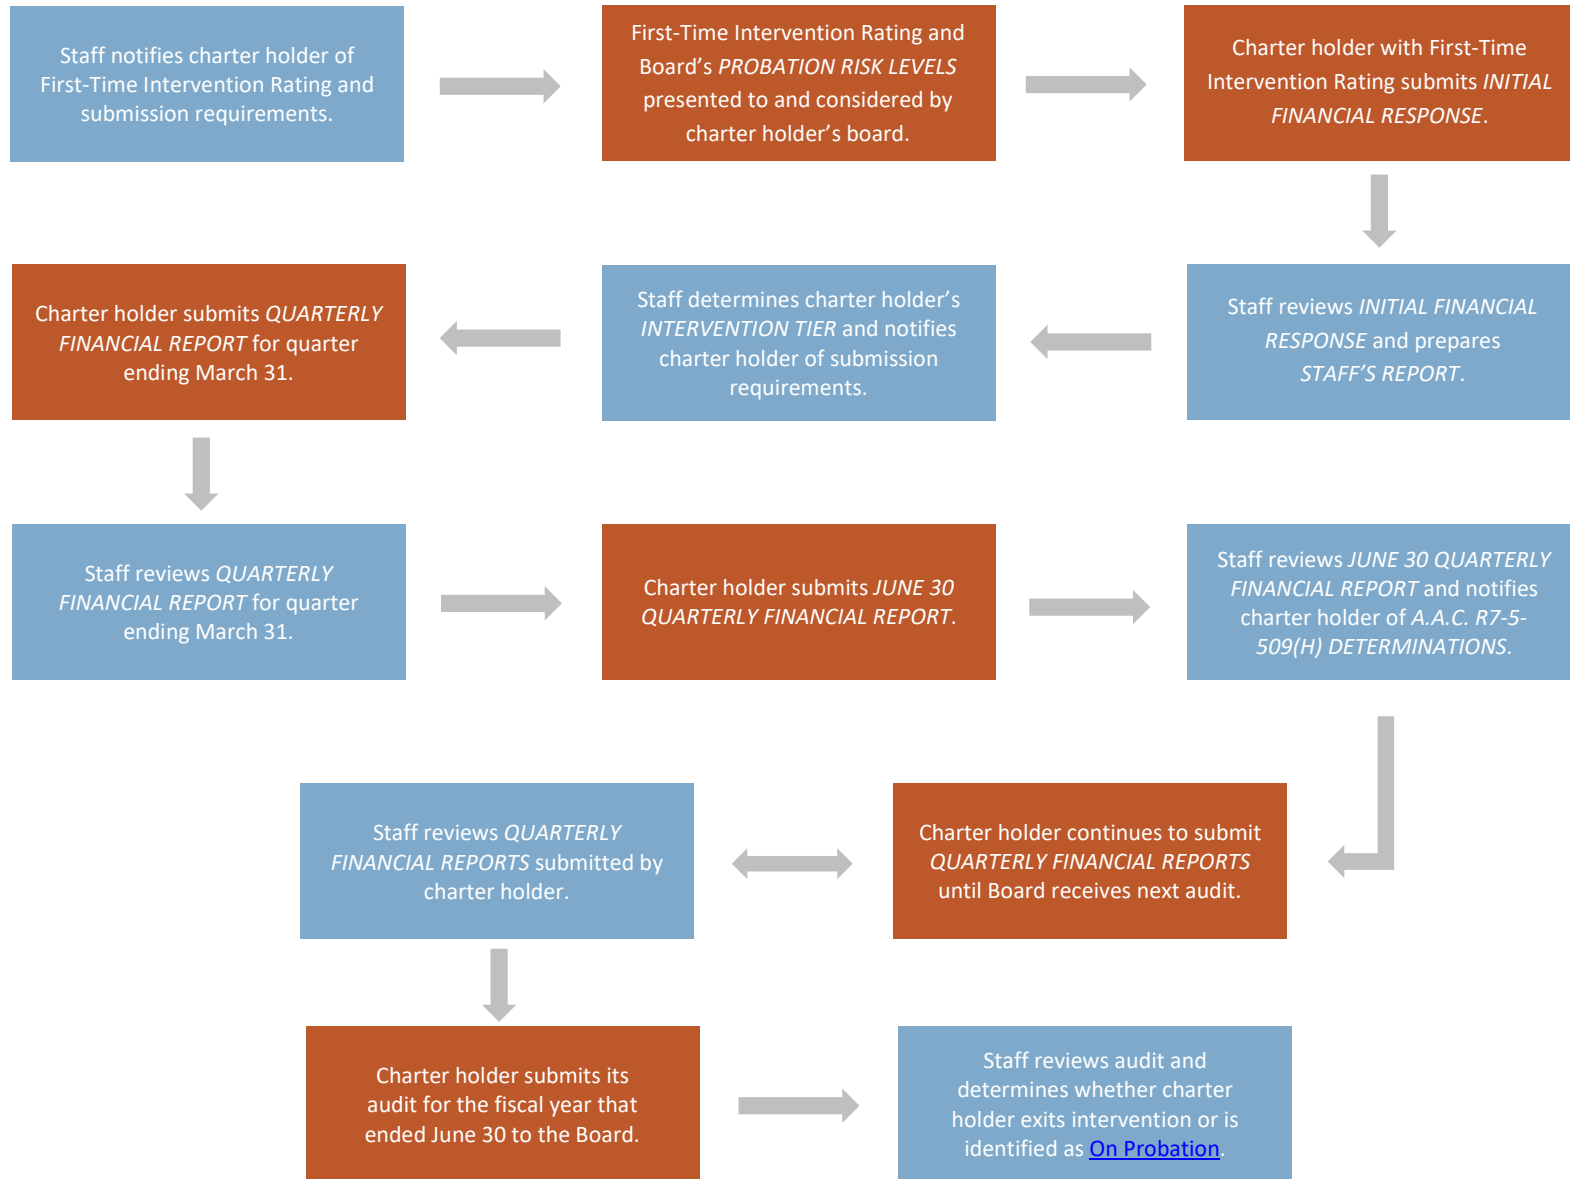 Staff notifies charter holder of
First-Time Intervention Rating and
submission requirements.
First-Time Intervention Rating and
Board’s PROBATION RISK LEVELS
presented to and considered by
charter holder’s board.
Charter holder with First-Time
Intervention Rating submits INITIAL
FINANCIAL RESPONSE.
Staff reviews INITIAL FINANCIAL
RESPONSE and prepares
STAFF’S REPORT.
Staff determines charter holder’s
INTERVENTION TIER and notifies
charter holder of submission
requirements.
Charter holder submits QUARTERLY
FINANCIAL REPORT for quarter
ending March 31.
Staff reviews QUARTERLY
FINANCIAL REPORT for quarter
ending March 31.
Charter holder submits JUNE 30
QUARTERLY FINANCIAL REPORT.
Staff reviews JUNE 30 QUARTERLY
FINANCIAL REPORT and notifies
charter holder of A.A.C. R7-5-
509(H) DETERMINATIONS.
Charter holder continues to submit
QUARTERLY FINANCIAL REPORTS
until Board receives next audit.
Staff reviews QUARTERLY
FINANCIAL REPORTS submitted by
charter holder.
Charter holder submits its
audit for the fiscal year that
ended June 30 to the Board.
Staff reviews audit and
determines whether charter
holder exits intervention or is
identified as On Probation.